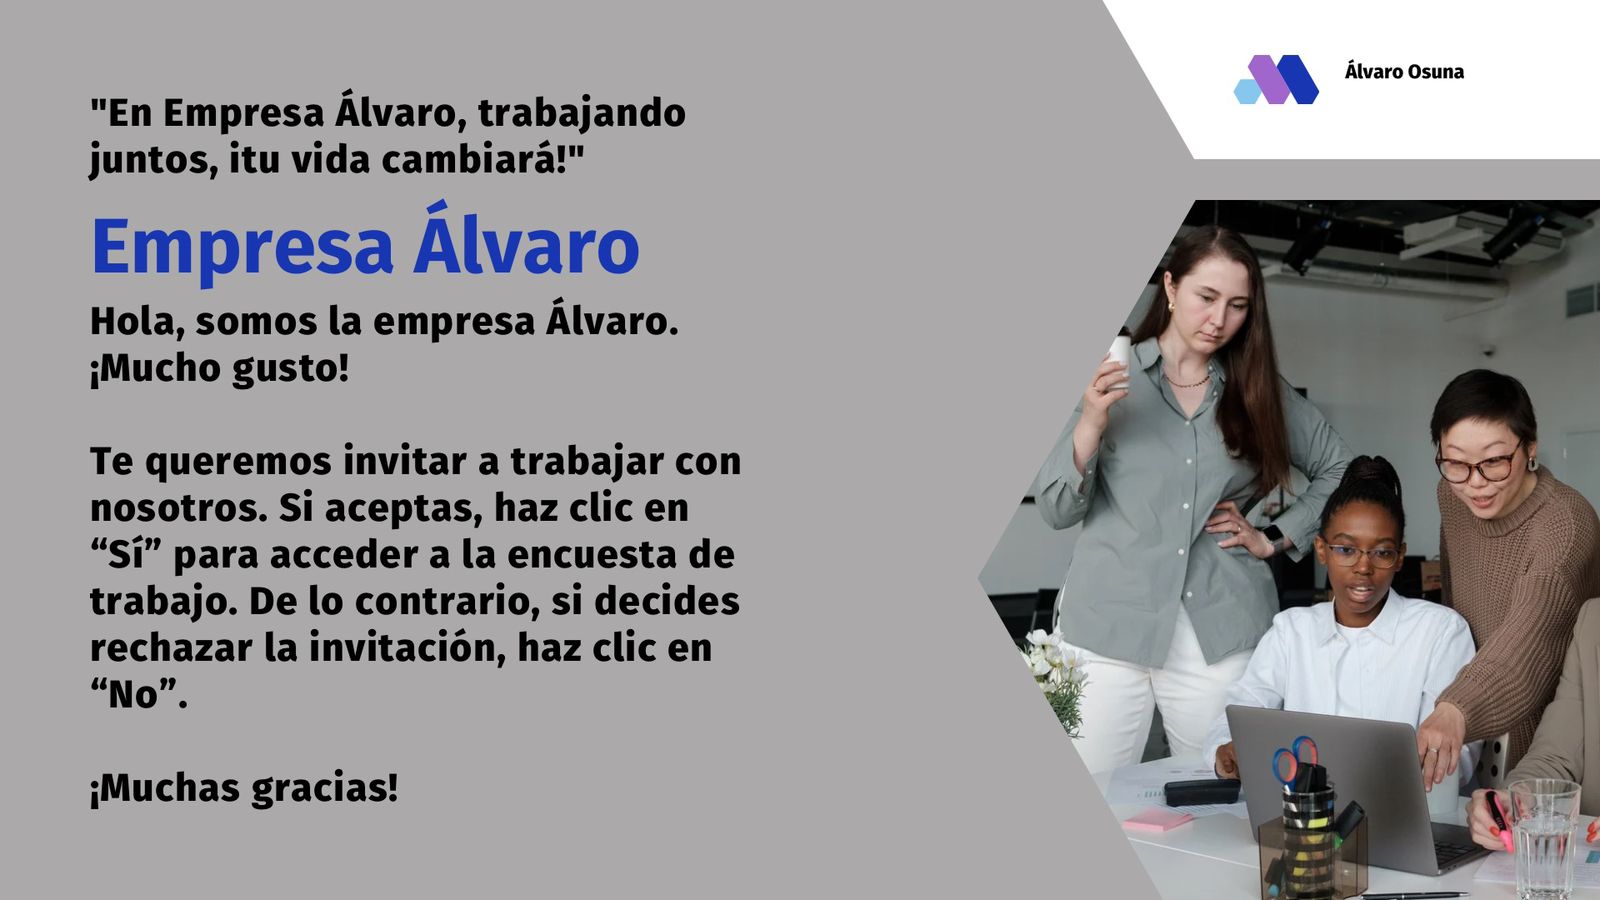 "En Empresa Álvaro, trabajando
juntos, itu vida cambiará!"
Empresa Álvaro
Hola, somos la empresa Álvaro.
¡Mucho gusto!
Te queremos invitar a trabajar con
nosotros. Si aceptas, haz clic en
“Sí” para acceder a la encuesta de
trabajo. De lo contrario, si decides
rechazar la invitación, haz clic en
“No”.
¡Muchas gracias!
Álvaro Osuna